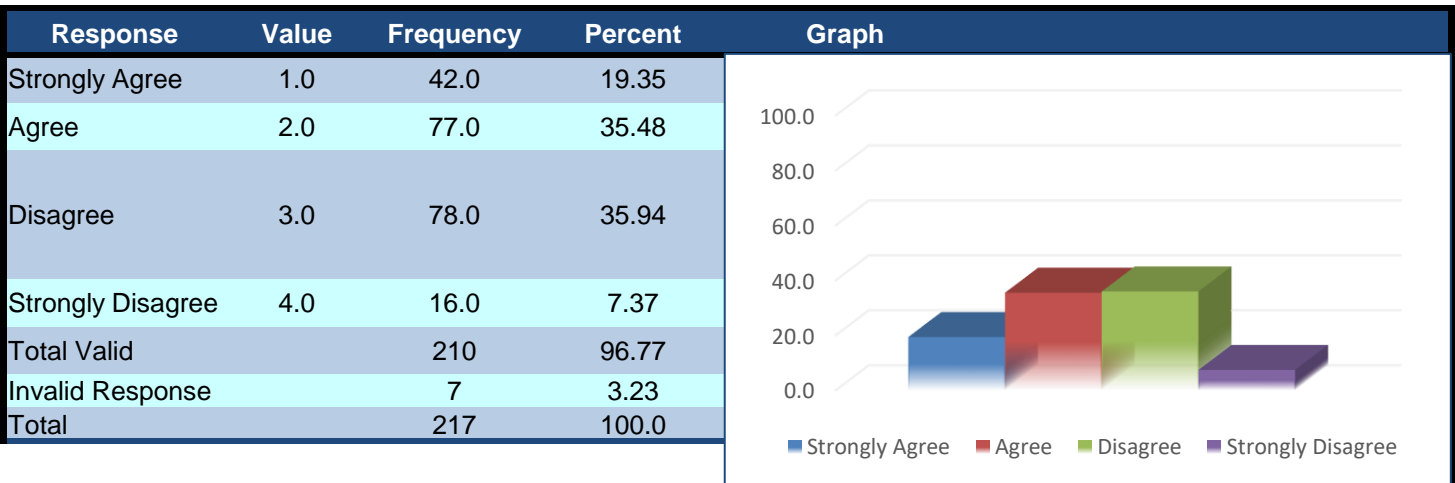 Response Value Frequency Percent Graph
Strongly Agree 1.0 42.0 19.35
Agree 2.0 77.0 35.48
Disagree 3.0 78.0 35.94
Strongly Disagree 4.0 16.0 7.37
Total Valid 210 96.77
Invalid Response 7 3.23
Total 217 100.0
100.0
80.0
60.0
40.0
20.0
0.0
Strongly Agree Agree Disagree Strongly Disagree